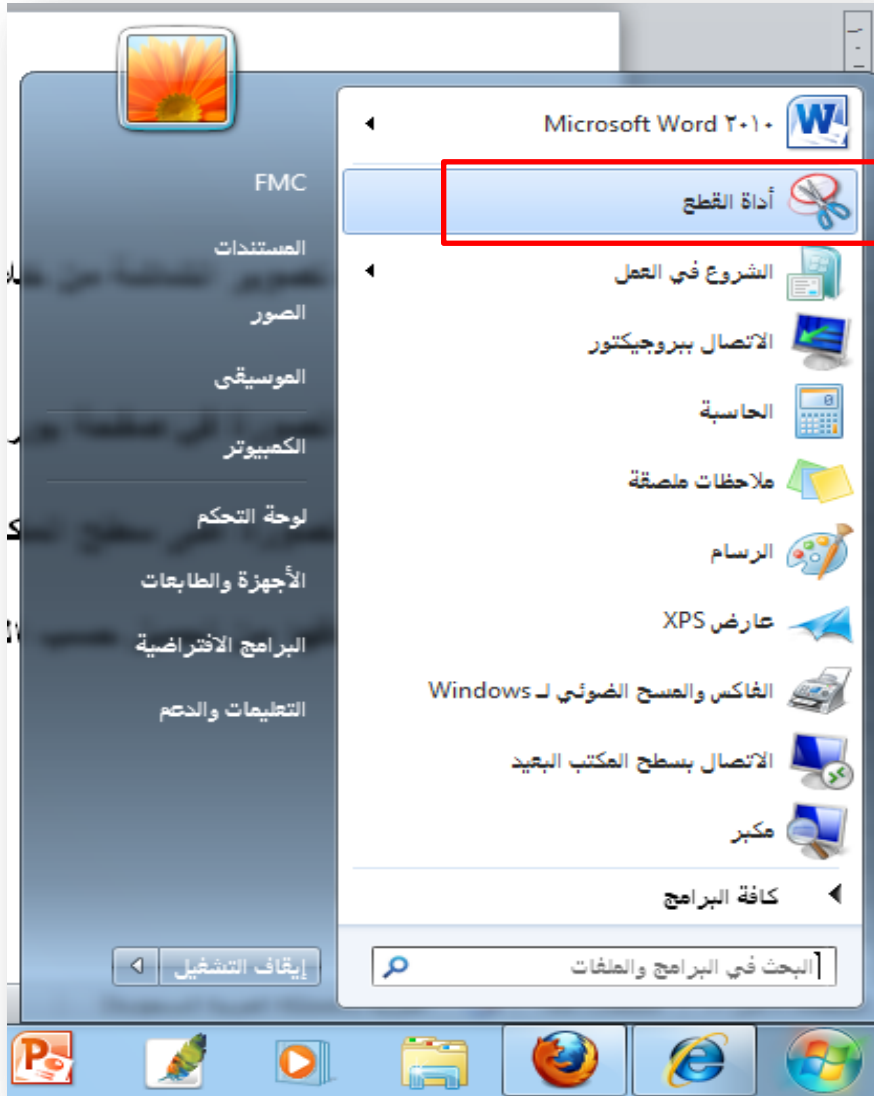 Microsoft Word ٢٠١٠
أداة القطع
الشروع في العمل
الاتصال ببروجيكتور
الحاسبة
ملاحظات ملصقة
الرسام
عارض XPS
الفاكس والمسح الضوئي لـ Windows
الاتصال بسطح المكتب البعيد
مكبر
كافة البرامج
البحث في البرامج والملفات
FMC
المستندات
الصور
الموسيقى
الكمبيوتر
لوحة التحكم
الأجهزة والطابعات
البرامج الافتراضية
التعليمات والدعم
إيقاف التشغيل